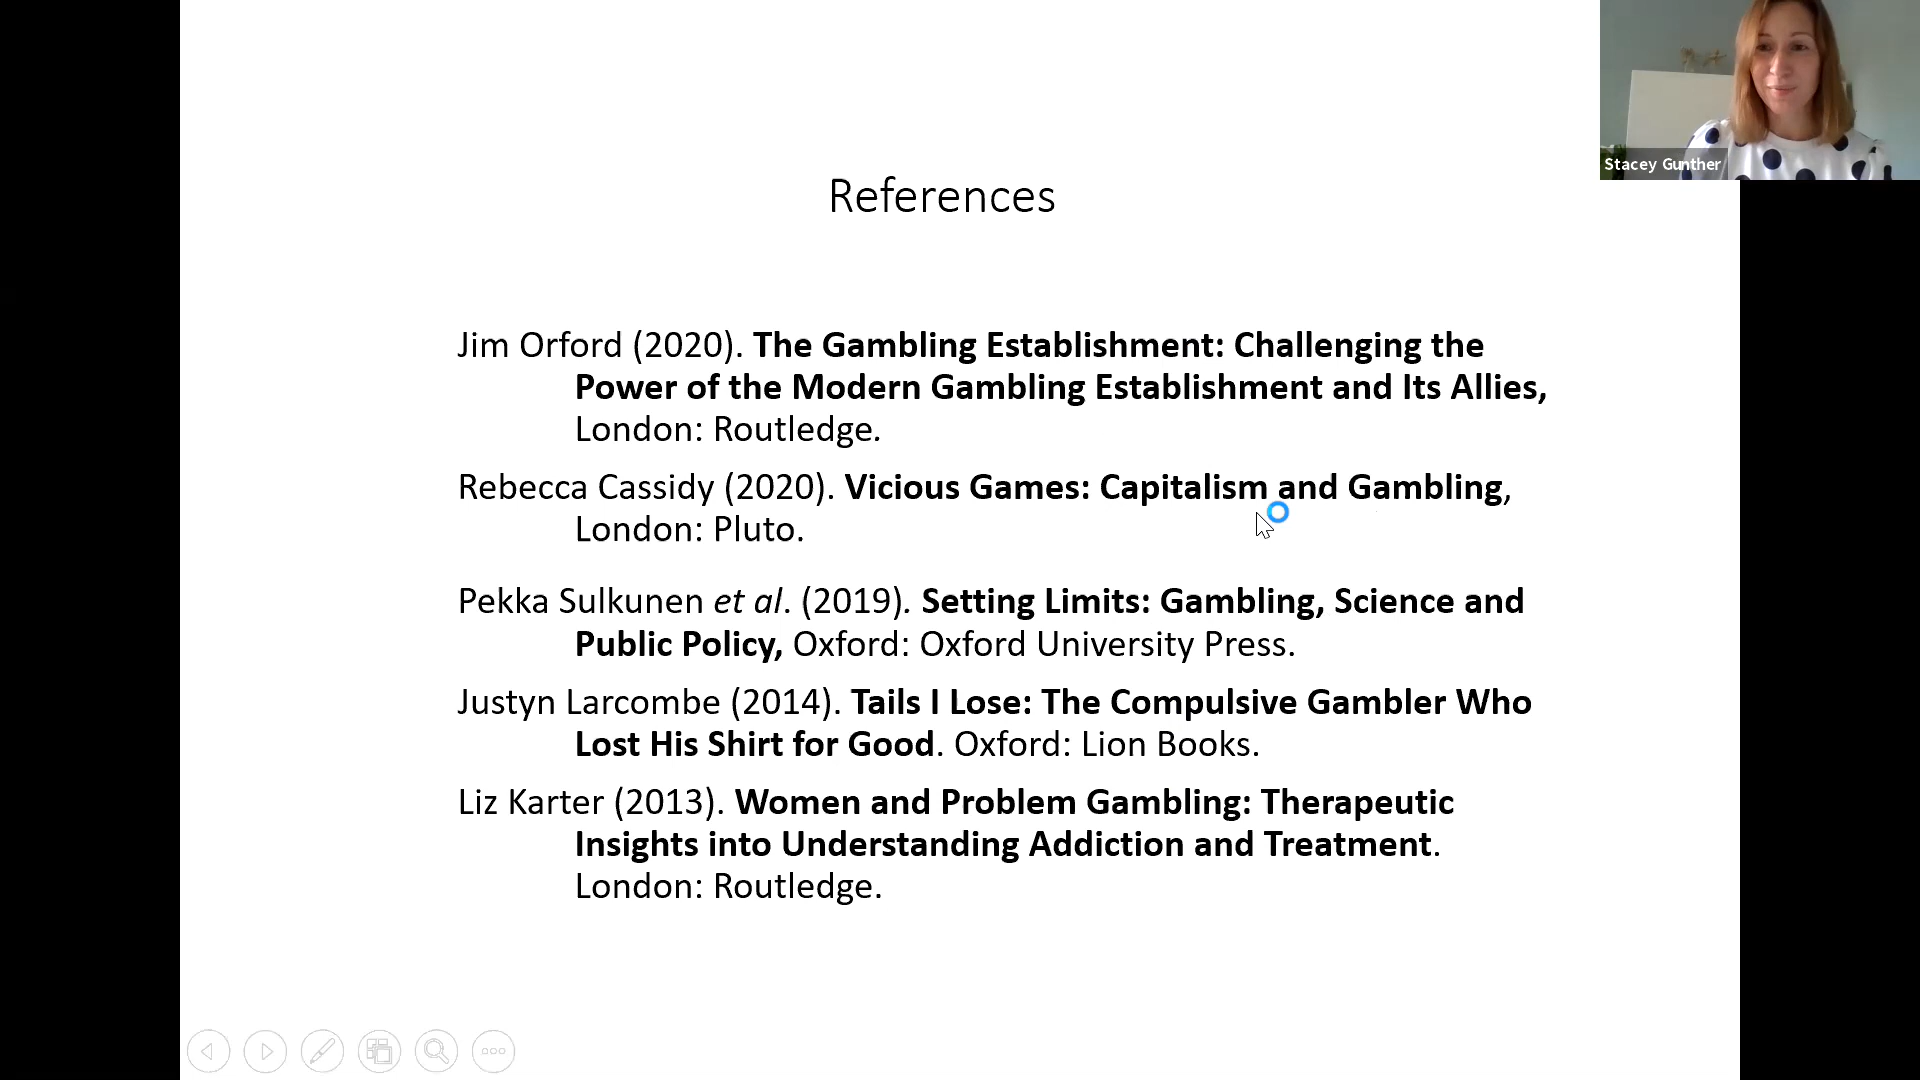 Stacey Gunther
References
Jim Orford (2020). The Gambling Establishment: Challenging the
Power of the Modern Gambling Establishment and Its Allies,
London: Routledge.
Rebecca Cassidy (2020). Vicious Games: Capitalism and Gambling,
London: Pluto.
Pekka Sulkunen et al. (2019). Setting Limits: Gambling, Science and
Public Policy, Oxford: Oxford University Press.
Justyn Larcombe (2014). Tails I Lose: The Compulsive Gambler Who
Lost His Shirt for Good. Oxford: Lion Books.
Liz Karter (2013). Women and Problem Gambling: Therapeutic
Insights into Understanding Addiction and Treatment.
London: Routledge.